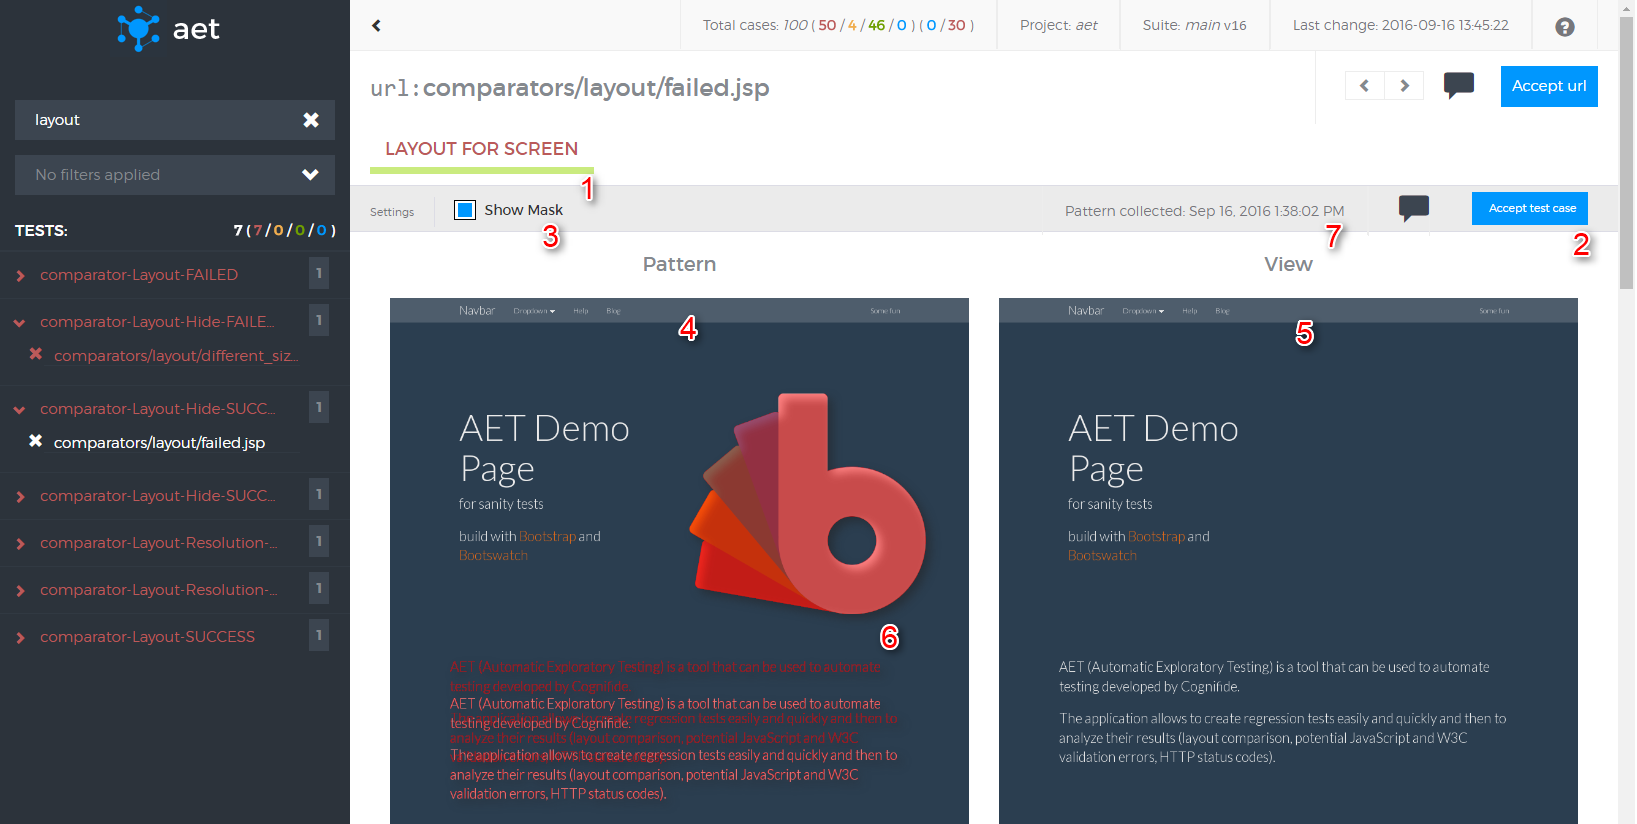 aet
Total cases: 100 ( 50 / 4 / 46 / 0 ) ( 0 / 30 )
Project: aet
Suite: main v16
Last change: 2016-09-16 13:45:22
?
url:comparators/layout/failed.jsp
Accept url
layout
No filters applied
TESTS:
7 ( 7 / 0 / 0 / 0 )
comparator-Layout-FAILED
1
comparator-Layout-Hide-FAILE...
1
comparators/layout/different_siz...
comparator-Layout-Hide-SUCC...
1
comparators/layout/failed.jsp
comparator-Layout-Hide-SUCC...
1
comparator-Layout-Resolution-...
1
comparator-Layout-Resolution-...
1
comparator-Layout-SUCCESS
1
LAYOUT FOR SCREEN
1
Settings
Show Mask
3
Pattern collected: Sep 16, 2016 1:38:02 PM
7
Accept test case
2
Pattern
Navbar
Dropdown
Help
Blog
Some fun
4
AET Demo
Page
for sanity tests
build with Bootstrap and
Bootswatch
6
AET (Automatic Exploratory Testing) is a tool that can be used to automate
testing developed by Cognifide.
AET (Automatic Exploratory Testing) is a tool that can be used to automate
testing developed by Cognifide.
The application allows to create regression tests easily and quickly and then to
analyze their results (layout comparison, potential JavaScript and W3C
The application allows to create regression tests easily and quickly and then to
analyze their results (layout comparison, potential JavaScript and W3C
validation errors, HTTP status codes).
View
Navbar
Dropdown
Help
Blog
Some fun
5
AET Demo
Page
for sanity tests
build with Bootstrap and
Bootswatch
AET (Automatic Exploratory Testing) is a tool that can be used to automate
testing developed by Cognifide.
The application allows to create regression tests easily and quickly and then to
analyze their results (layout comparison, potential JavaScript and W3C
validation errors, HTTP status codes).